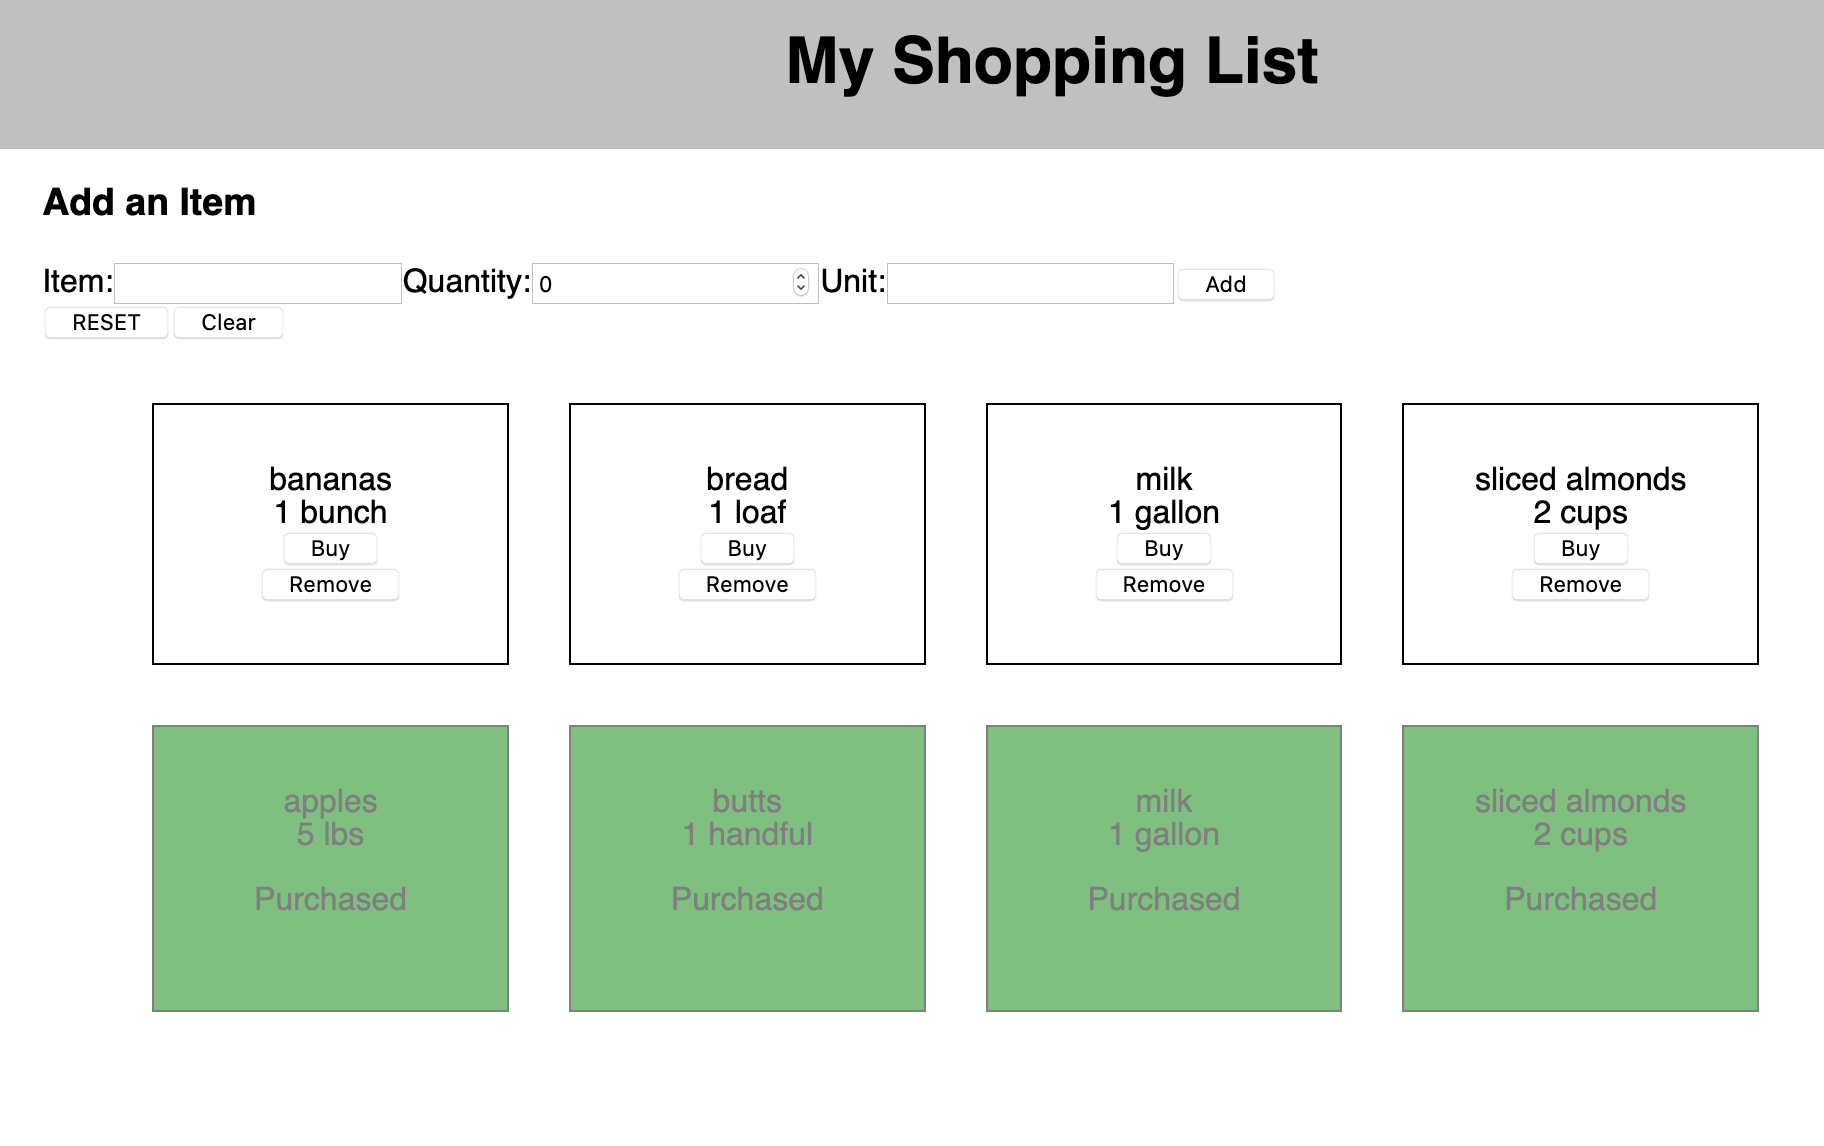 My Shopping List
Add an Item
Item: Quantity: 0 Unit: Add
RESET Clear
bananas
1 bunch
Buy
Remove
bread
1 loaf
Buy
Remove
milk
1 gallon
Buy
Remove
sliced almonds
2 cups
Buy
Remove
apples
5 lbs
Purchased
butts
1 handful
Purchased
milk
1 gallon
Purchased
sliced almonds
2 cups
Purchased